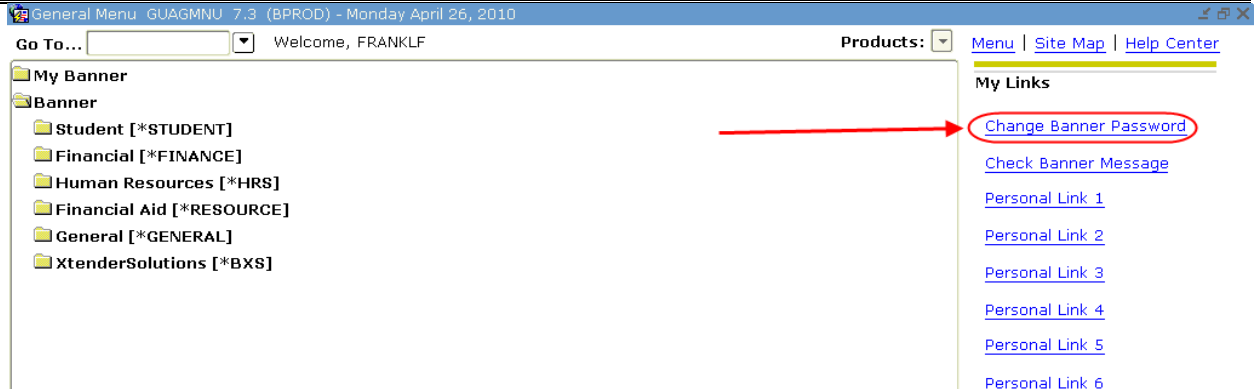 General Menu GUAGMNU 7.3 (BPROD) - Monday April 26, 2010
Go To... Welcome, FRANKLF Products: Menu | Site Map | Help Center
My Banner
Banner
Student [*STUDENT]
Financial [*FINANCE]
Human Resources [*HRS]
Financial Aid [*RESOURCE]
General [*GENERAL]
XtenderSolutions [*BXS]
My Links
Change Banner Password
Check Banner Message
Personal Link 1
Personal Link 2
Personal Link 3
Personal Link 4
Personal Link 5
Personal Link 6